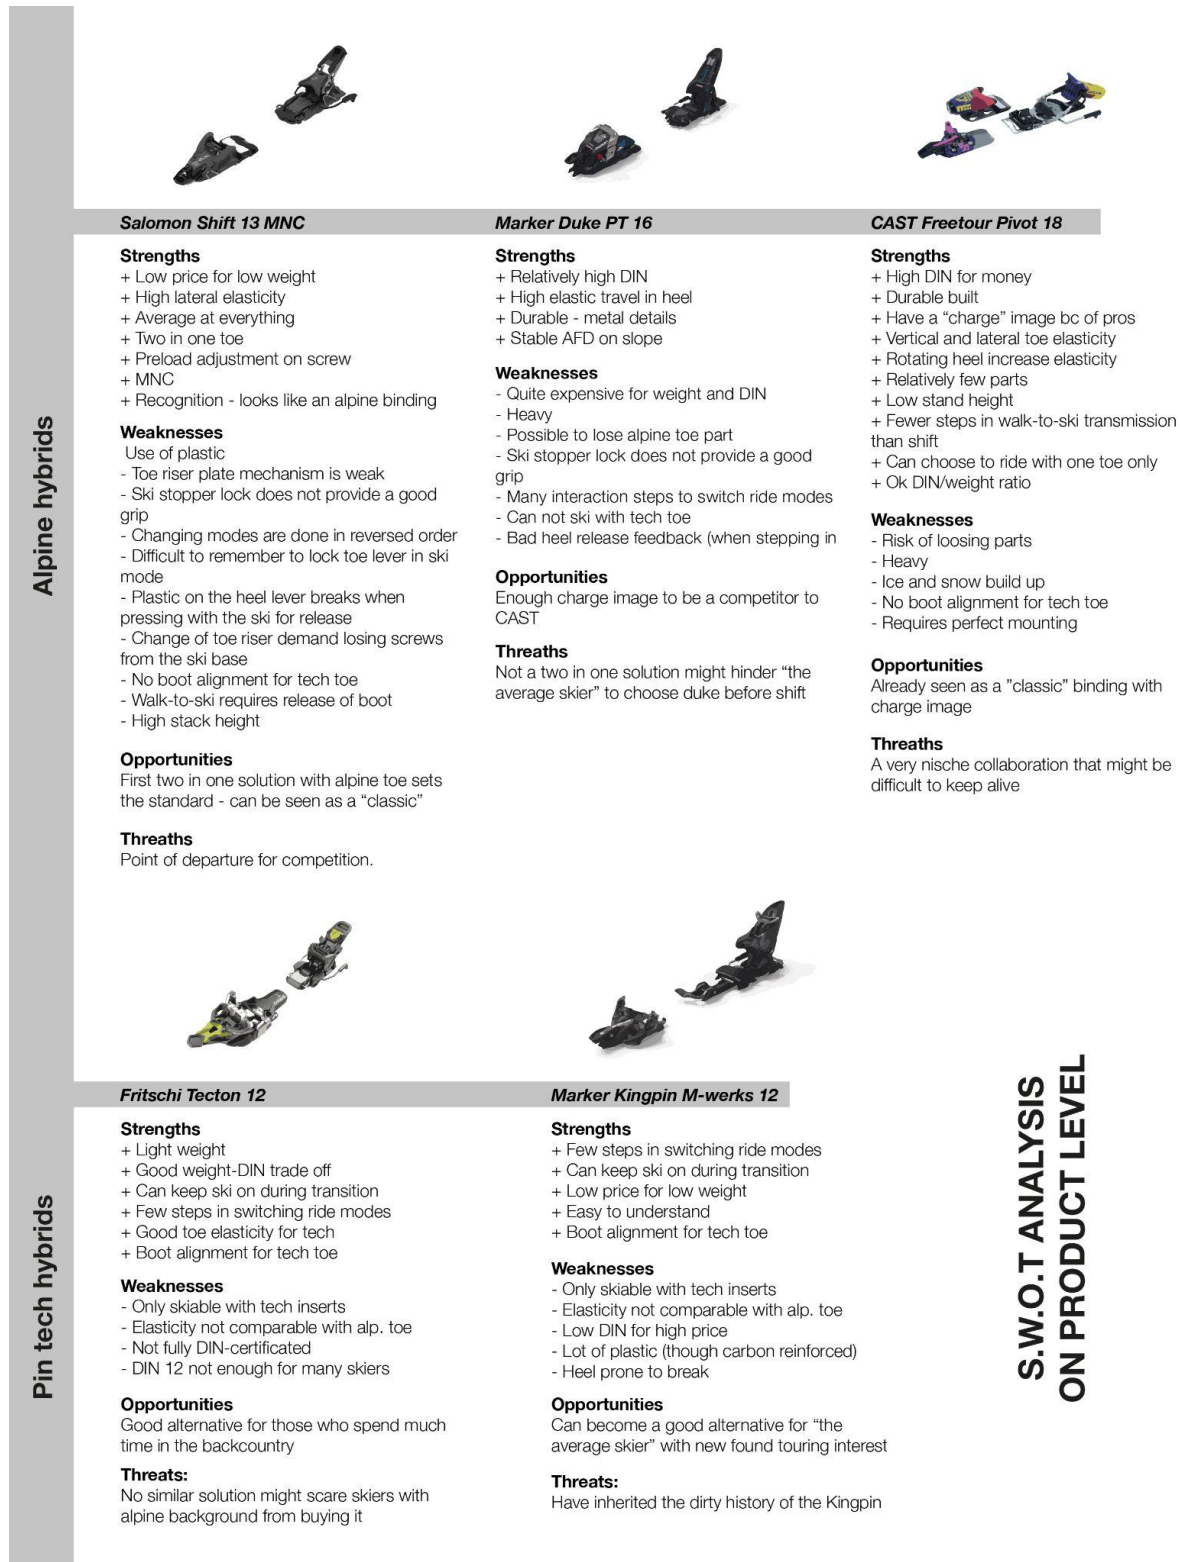 Alpine hybrids
Salomon Shift 13 MNC
Strengths
+ Low price for low weight
+ High lateral elasticity
+ Average at everything
+ Two in one toe
+ Preload adjustment on screw
+ MNC
+ Recognition - looks like an alpine binding
Weaknesses
Use of plastic
- Toe riser plate mechanism is weak
- Ski stopper lock does not provide a good
grip
- Changing modes are done in reversed order
- Difficult to remember to lock toe lever in ski
mode
- Plastic on the heel lever breaks when
pressing with the ski for release
- Change of toe riser demand losing screws
from the ski base
- No boot alignment for tech toe
- Walk-to-ski requires release of boot
- High stack height
Opportunities
First two in one solution with alpine toe sets
the standard - can be seen as a “classic”
Threaths
Point of departure for competition.
Marker Duke PT 16
Strengths
+ Relatively high DIN
+ High elastic travel in heel
+ Durable - metal details
+ Stable AFD on slope
Weaknesses
- Quite expensive for weight and DIN
- Heavy
- Possible to lose alpine toe part
- Ski stopper lock does not provide a good
grip
- Many interaction steps to switch ride modes
- Can not ski with tech toe
- Bad heel release feedback (when stepping in
Opportunities
Enough charge image to be a competitor to
CAST
Threaths
Not a two in one solution might hinder “the
average skier” to choose duke before shift
CAST Freetour Pivot 18
Strengths
+ High DIN for money
+ Durable built
+ Have a “charge” image bc of pros
+ Vertical and lateral toe elasticity
+ Rotating heel increase elasticity
+ Relatively few parts
+ Low stand height
+ Fewer steps in walk-to-ski transmission
than shift
+ Can choose to ride with one toe only
+ Ok DIN/weight ratio
Weaknesses
- Risk of loosing parts
- Heavy
- Ice and snow build up
- No boot alignment for tech toe
- Requires perfect mounting
Opportunities
Already seen as a ”classic” binding with
charge image
Threaths
A very nische collaboration that might be
difficult to keep alive
Pin tech hybrids
Fritschi Tecton 12
Strengths
+ Light weight
+ Good weight-DIN trade off
+ Can keep ski on during transition
+ Few steps in switching ride modes
+ Good toe elasticity for tech
+ Boot alignment for tech toe
Weaknesses
- Only skiable with tech inserts
- Elasticity not comparable with alp. toe
- Not fully DIN-certificated
- DIN 12 not enough for many skiers
Opportunities
Good alternative for those who spend much
time in the backcountry
Threats:
No similar solution might scare skiers with
alpine background from buying it
Marker Kingpin M-werks 12
Strengths
+ Few steps in switching ride modes
+ Can keep ski on during transition
+ Low price for low weight
+ Easy to understand
+ Boot alignment for tech toe
Weaknesses
- Only skiable with tech inserts
- Elasticity not comparable with alp. toe
- Low DIN for high price
- Lot of plastic (though carbon reinforced)
- Heel prone to break
Opportunities
Can become a good alternative for “the
average skier” with new found touring interest
Threats:
Have inherited the dirty history of the Kingpin
S.W.O.T ANALYSIS
ON PRODUCT LEVEL